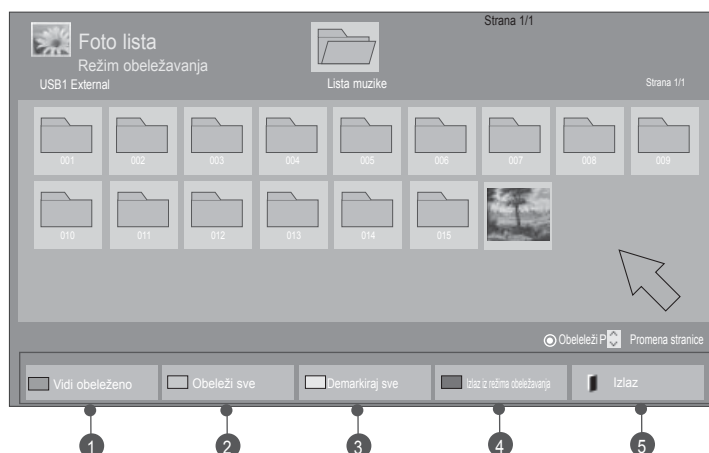 Strana 1/1
Foto lista
Režim obeležavanja
USB1 External
Lista muzike
Strana 1/1
001 002 003 004 005 006 007 008 009
010 011 012 013 014 015
Obeleleži P Promena stranice
Vidi obeleženo Obeleži sve Demarkiraj sve Izlaz iz režima obeležavanja Izlaz
1 2 3 4 5